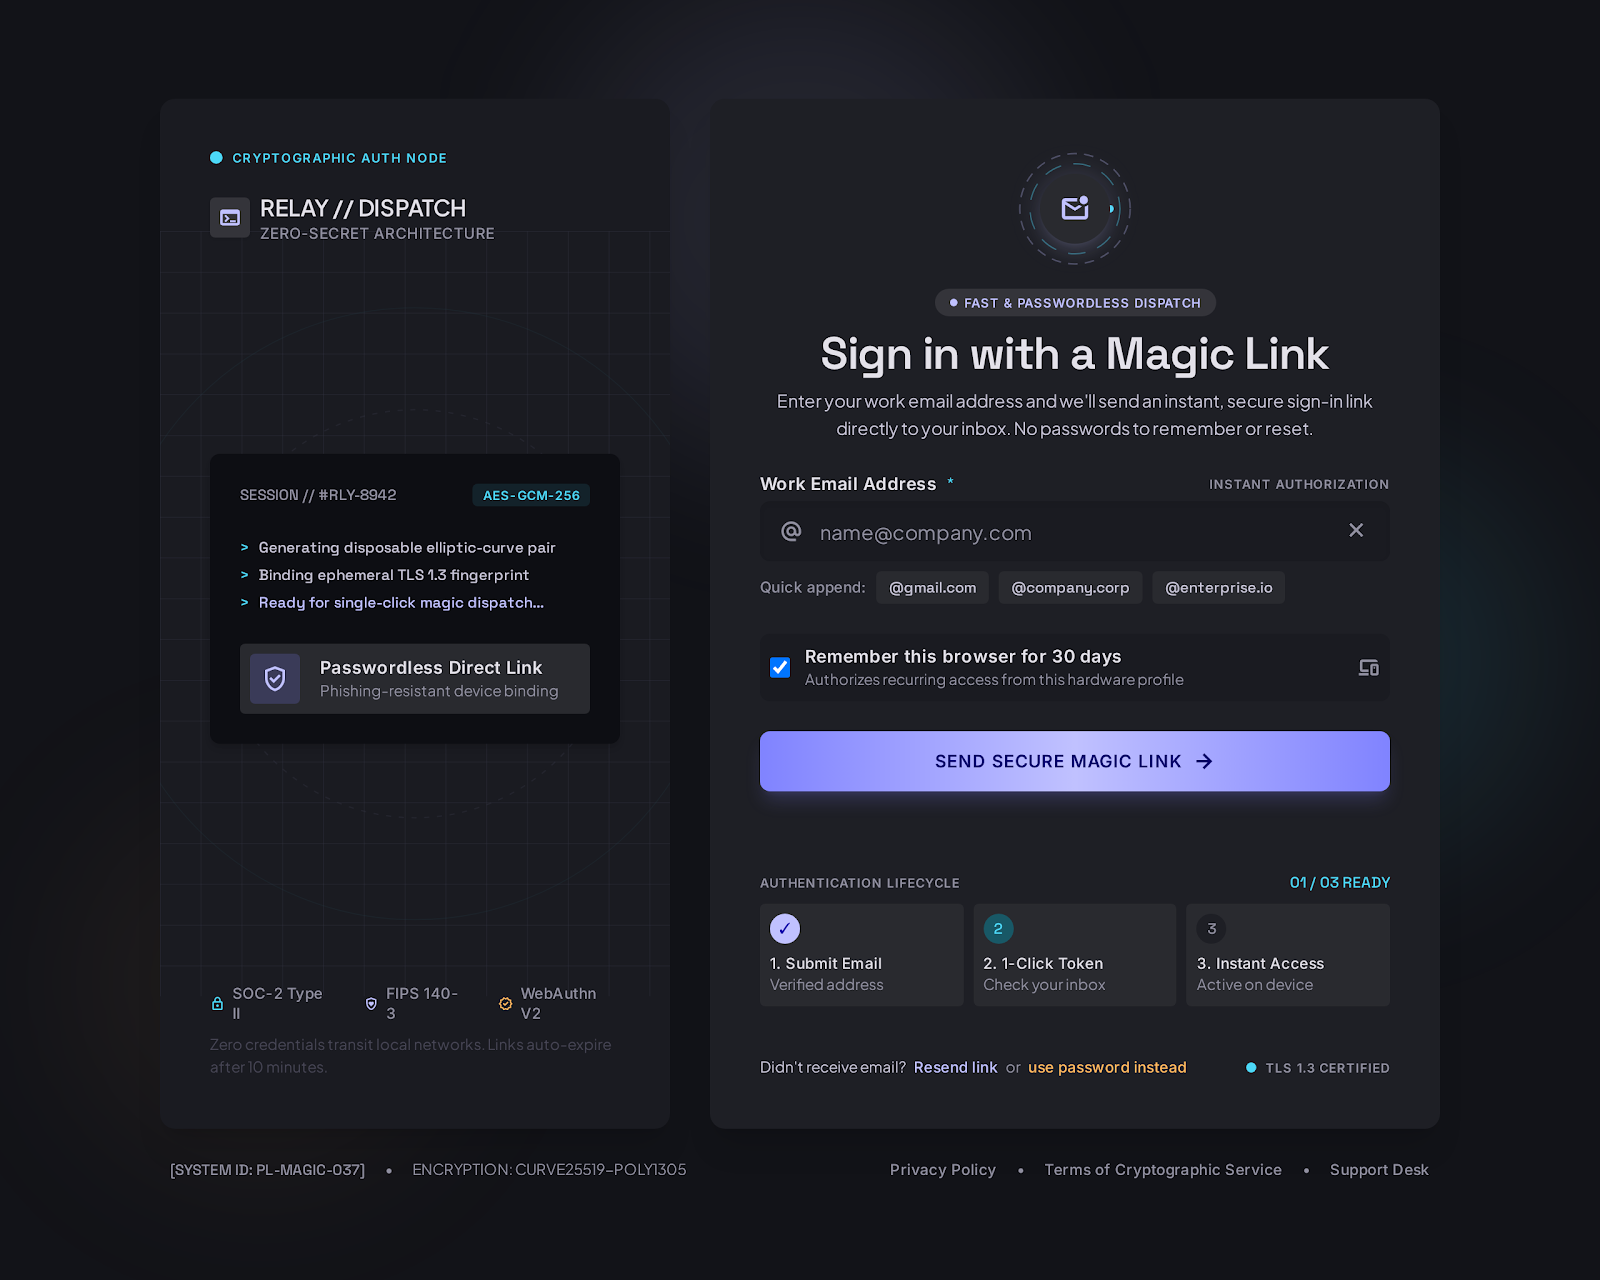 CRYPTOGRAPHIC AUTH NODE
RELAY // DISPATCH
ZERO-SECRET ARCHITECTURE
SESSION // #RLY-8942
AES-GCM-256
> Generating disposable elliptic-curve pair
> Binding ephemeral TLS 1.3 fingerprint
> Ready for single-click magic dispatch...
Passwordless Direct Link
Phishing-resistant device binding
SOC-2 Type
II
FIPS 140-
3
WebAuthn
V2
Zero credentials transit local networks. Links auto-expire
after 10 minutes.
FAST & PASSWORDLESS DISPATCH
Sign in with a Magic Link
Enter your work email address and we'll send an instant, secure sign-in link
directly to your inbox. No passwords to remember or reset.
Work Email Address *
INSTANT AUTHORIZATION
name@company.com
Quick append: @gmail.com @company.corp @enterprise.io
Remember this browser for 30 days
Authorizes recurring access from this hardware profile
SEND SECURE MAGIC LINK →
AUTHENTICATION LIFECYCLE
01 / 03 READY
✓
1. Submit Email
Verified address
2
2. 1-Click Token
Check your inbox
3
3. Instant Access
Active on device
Didn't receive email? Resend link or use password instead
TLS 1.3 CERTIFIED
[SYSTEM ID: PL-MAGIC-037] • ENCRYPTION: CURVE25519-POLY1305
Privacy Policy • Terms of Cryptographic Service • Support Desk